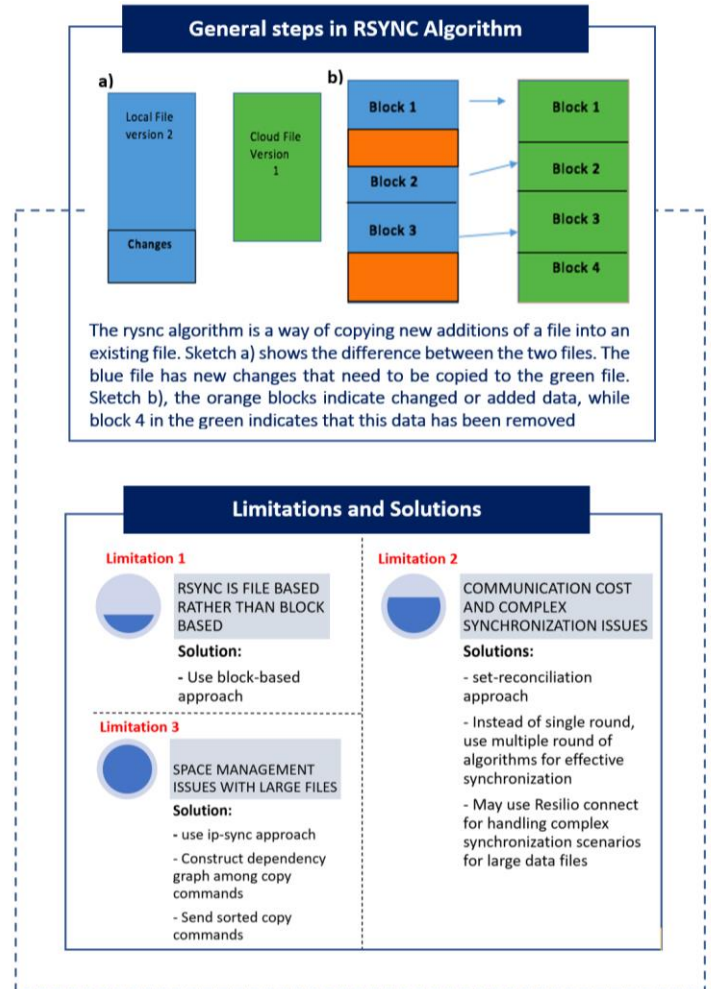 General steps in RSYNC Algorithm
a)
Local File
version 2
Changes
Cloud File
Version
1
b)
Block 1
Block 2
Block 3
Block 1
Block 2
Block 3
Block 4
The rysnc algorithm is a way of copying new additions of a file into an
existing file. Sketch a) shows the difference between the two files. The
blue file has new changes that need to be copied to the green file.
Sketch b), the orange blocks indicate changed or added data, while
block 4 in the green indicates that this data has been removed
Limitations and Solutions
Limitation 1
RSYNC IS FILE BASED
RATHER THAN BLOCK
BASED
Solution:
- Use block-based
approach
Limitation 2
COMMUNICATION COST
AND COMPLEX
SYNCHRONIZATION ISSUES
Solutions:
- set-reconciliation
approach
- Instead of single round,
use multiple round of
algorithms for effective
synchronization
- May use Resilio connect
for handling complex
synchronization scenarios
for large data files
Limitation 3
SPACE MANAGEMENT
ISSUES WITH LARGE FILES
Solution:
- use ip-sync approach
- Construct dependency
graph among copy
commands
- Send sorted copy
commands